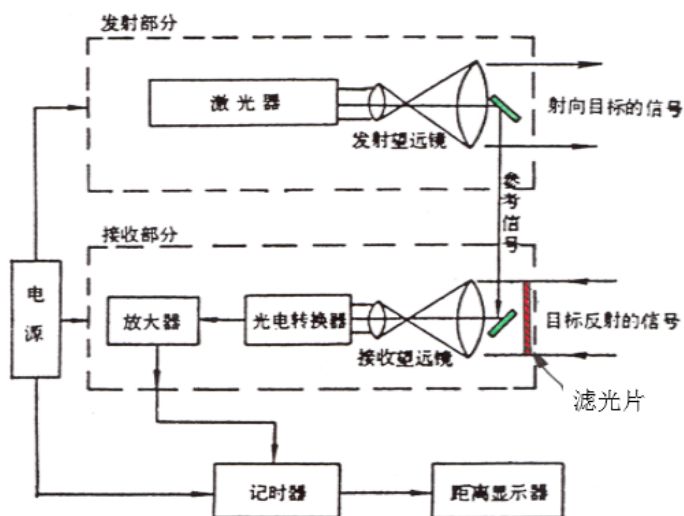 发射部分
激光器
发射望远镜
射向目标的信号
参考信号
接收部分
电源
放大器
光电转换器
接收望远镜
目标反射的信号
滤光片
记时器
距离显示器